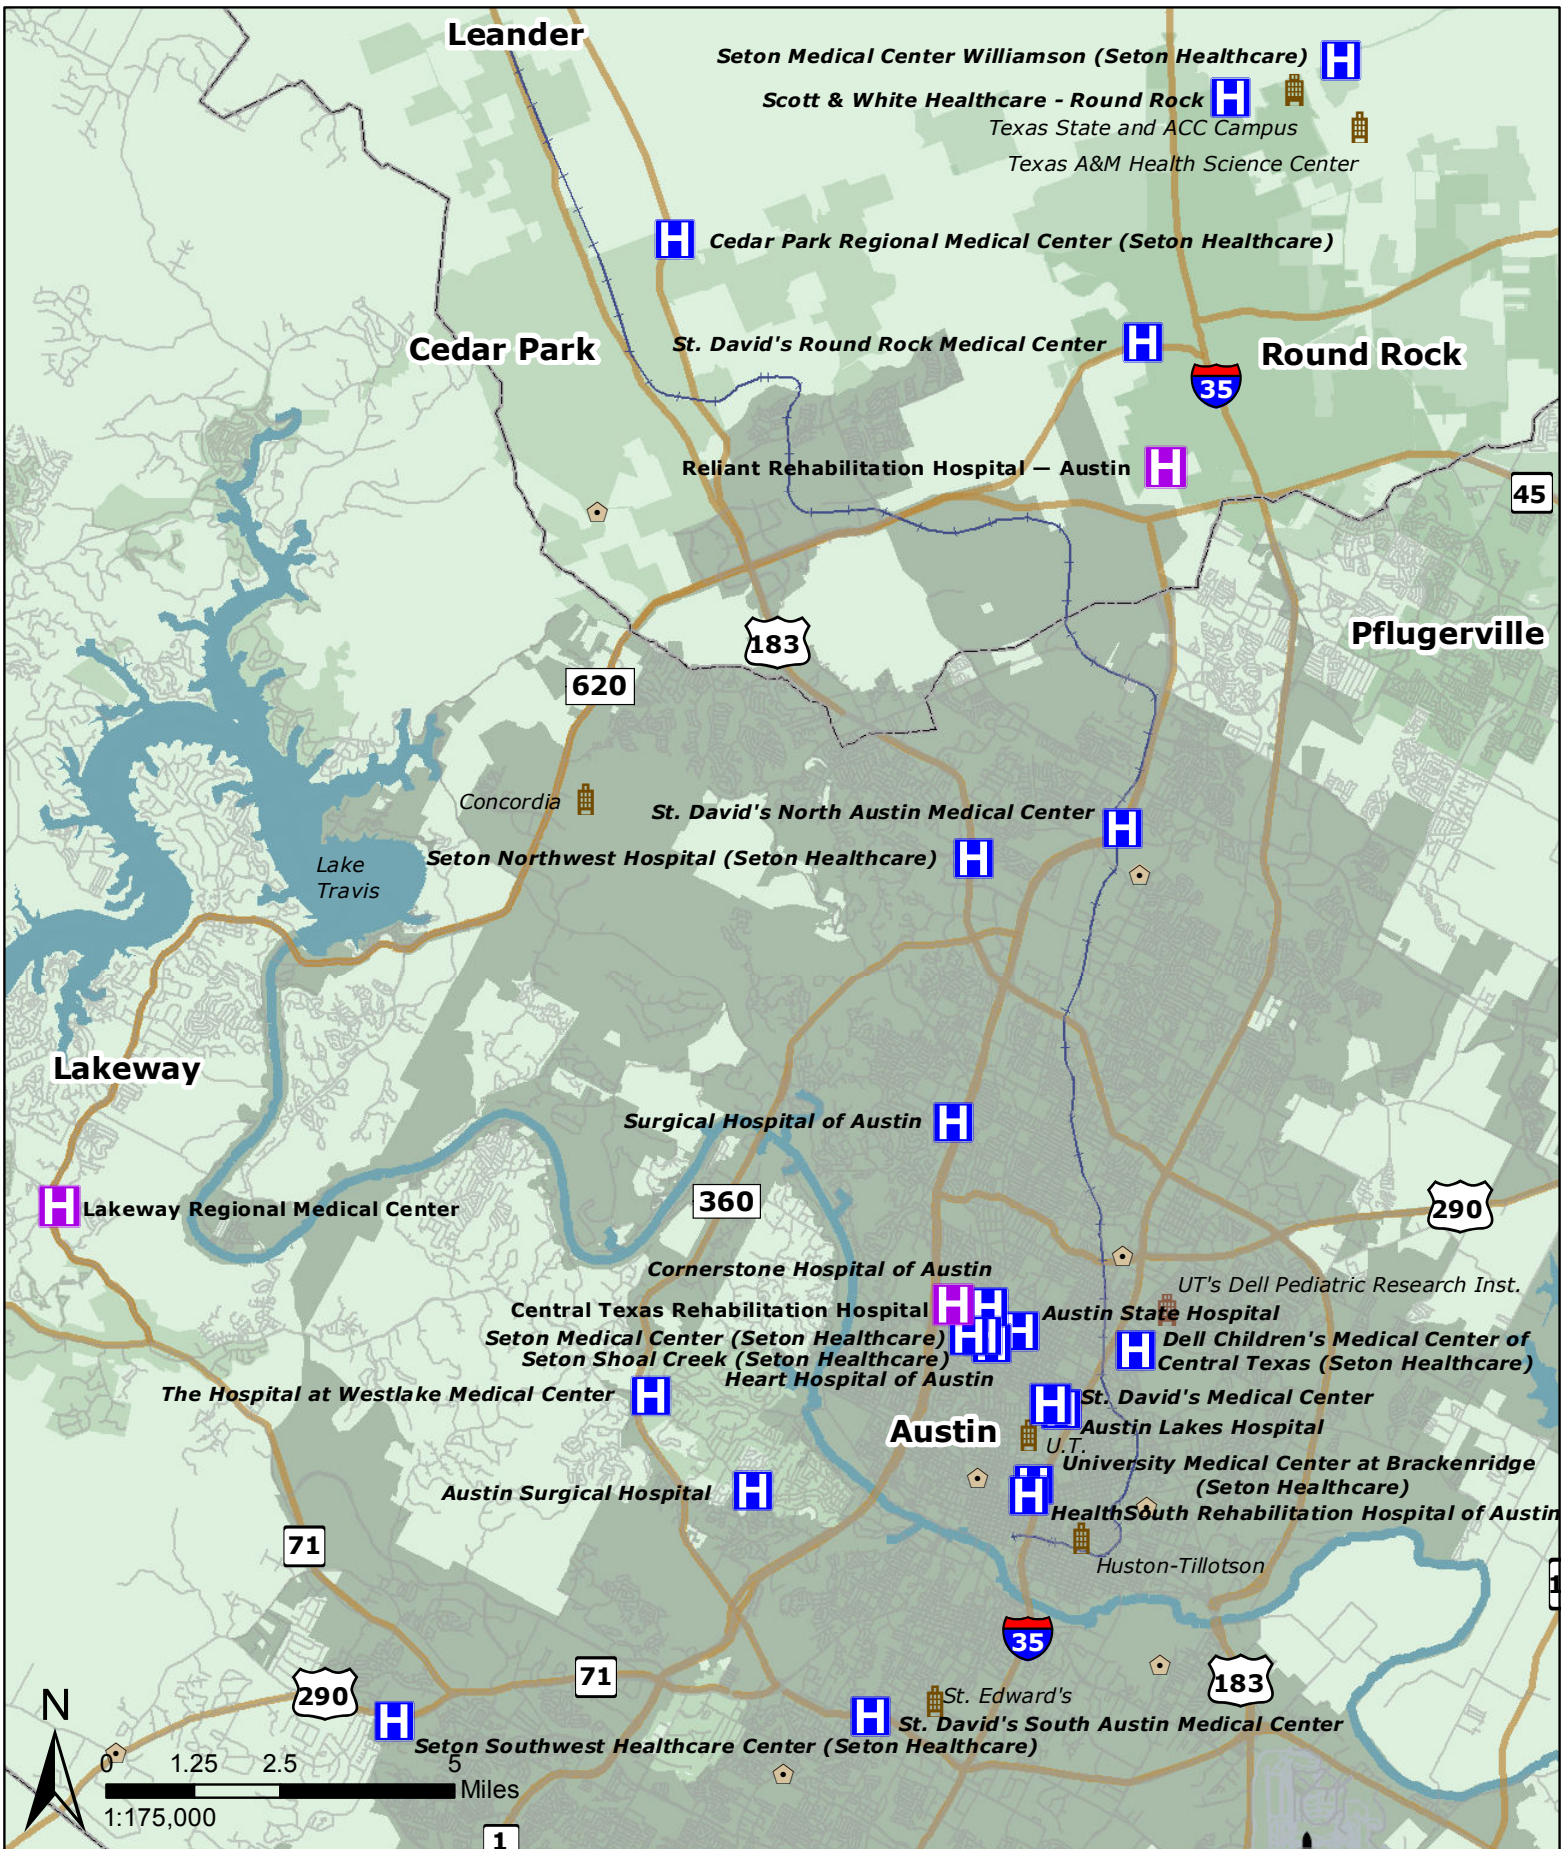 Leander
Seton Medical Center Williamson (Seton Healthcare)
H
Scott & White Healthcare - Round Rock
H
Texas State and ACC Campus
Texas A&M Health Science Center
H
Cedar Park Regional Medical Center (Seton Healthcare)
Cedar Park
St. David's Round Rock Medical Center
H
Round Rock
35
Reliant Rehabilitation Hospital — Austin
H
45
183
Pflugerville
620
Concordia
St. David's North Austin Medical Center
H
Seton Northwest Hospital (Seton Healthcare)
H
Lake
Travis
Lakeway
Surgical Hospital of Austin
H
H
Lakeway Regional Medical Center
360
290
Cornerstone Hospital of Austin
UT's Dell Pediatric Research Inst.
Central Texas Rehabilitation Hospital
H
H
Austin State Hospital
Seton Medical Center (Seton Healthcare)
H
H
H
Dell Children's Medical Center of
Central Texas (Seton Healthcare)
Seton Shoal Creek (Seton Healthcare)
Heart Hospital of Austin
The Hospital at Westlake Medical Center
H
H
St. David's Medical Center
Austin
Austin Lakes Hospital
U.T.
University Medical Center at Brackenridge
(Seton Healthcare)
Austin Surgical Hospital
H
H
HealthSouth Rehabilitation Hospital of Austin
71
Huston-Tillotson
1
35
71
183
290
H
St. Edward's
H
St. David's South Austin Medical Center
Seton Southwest Healthcare Center (Seton Healthcare)
N
0 1.25 2.5 5
Miles
1:175,000
1